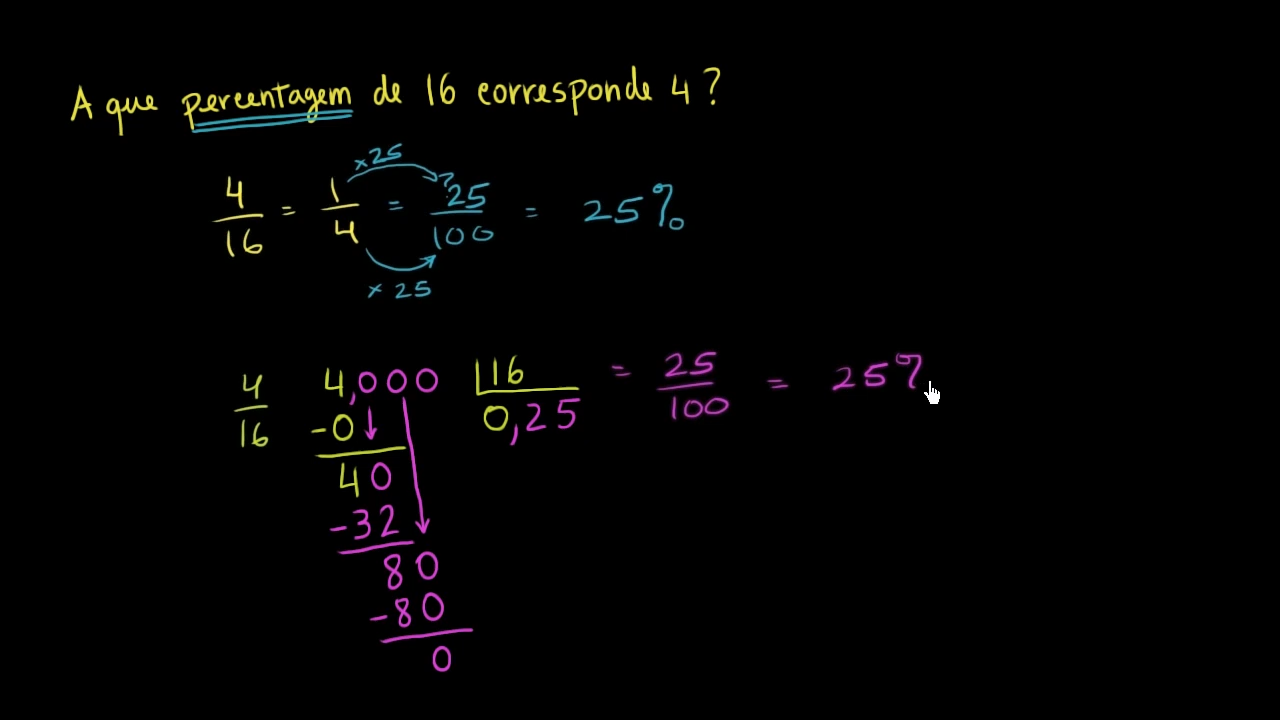 A que percentagem de 16 corresponde 4?
×25
4/16 = 1/4 = ?25/100 = 25%
× 25
4/16 4,000 |16 = 25/100 = 25%
-0 0,25
40
-32
80
-80
0